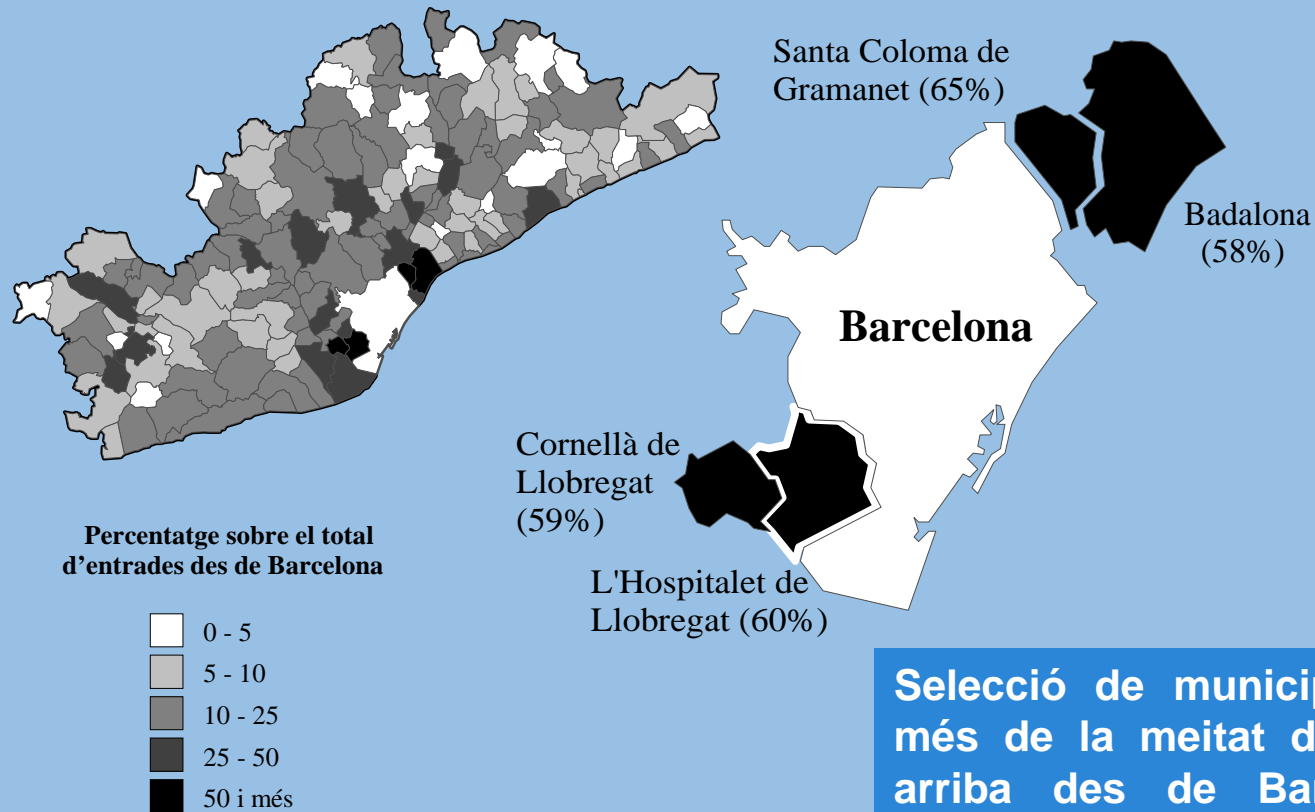 Santa Coloma de
Gramanet (65%)
Badalona
(58%)
Barcelona
Cornellà de
Llobregat
(59%)
L'Hospitalet de
Llobregat (60%)
Percentatge sobre el total
d’entrades des de Barcelona
0 - 5
5 - 10
10 - 25
25 - 50
50 i més
Selecció de
més de la meitat
arriba des de